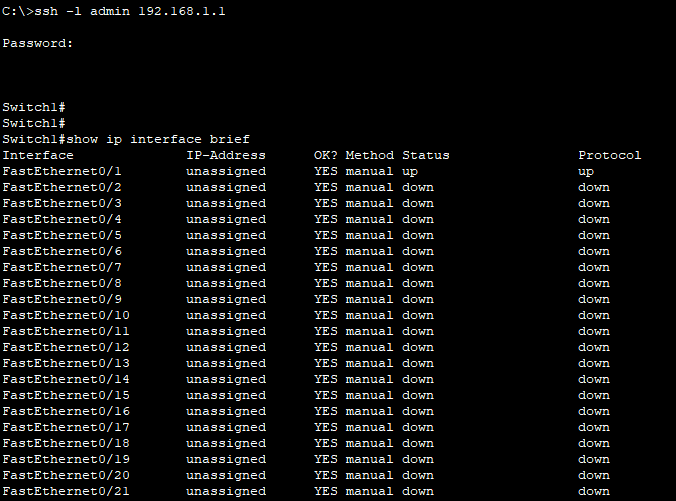 C:\>ssh -l admin 192.168.1.1
Password:
Switch1#
Switch1#
Switch1#show ip interface brief
Interface IP-Address OK? Method Status Protocol
FastEthernet0/1 unassigned YES manual up up
FastEthernet0/2 unassigned YES manual down down
FastEthernet0/3 unassigned YES manual down down
FastEthernet0/4 unassigned YES manual down down
FastEthernet0/5 unassigned YES manual down down
FastEthernet0/6 unassigned YES manual down down
FastEthernet0/7 unassigned YES manual down down
FastEthernet0/8 unassigned YES manual down down
FastEthernet0/9 unassigned YES manual down down
FastEthernet0/10 unassigned YES manual down down
FastEthernet0/11 unassigned YES manual down down
FastEthernet0/12 unassigned YES manual down down
FastEthernet0/13 unassigned YES manual down down
FastEthernet0/14 unassigned YES manual down down
FastEthernet0/15 unassigned YES manual down down
FastEthernet0/16 unassigned YES manual down down
FastEthernet0/17 unassigned YES manual down down
FastEthernet0/18 unassigned YES manual down down
FastEthernet0/19 unassigned YES manual down down
FastEthernet0/20 unassigned YES manual down down
FastEthernet0/21 unassigned YES manual down down